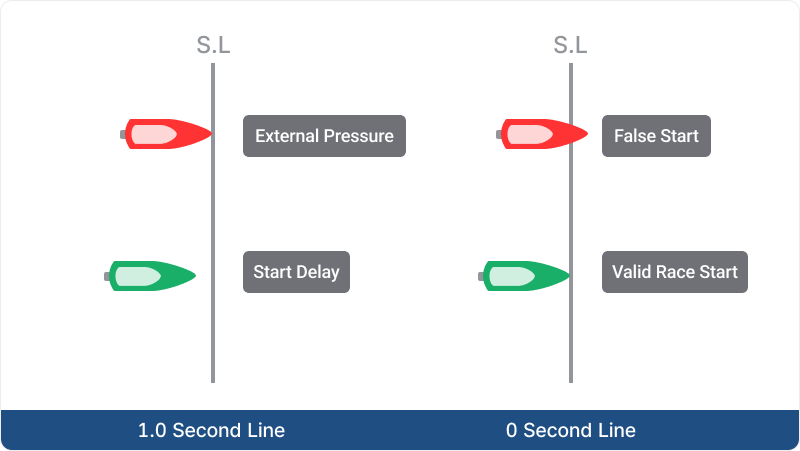 S.L
S.L
External Pressure
False Start
Start Delay
Valid Race Start
1.0 Second Line
0 Second Line